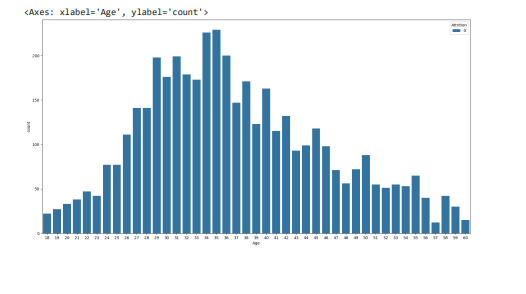 <Axes: xlabel='Age', ylabel='count'>
Attrition
0
200
150
100
50
0
count
18 19 20 21 22 23 24 25 26 27 28 29 30 31 32 33 34 35 36 37 38 39 40 41 42 43 44 45 46 47 48 49 50 51 52 53 54 55 56 57 58 59 60
Age